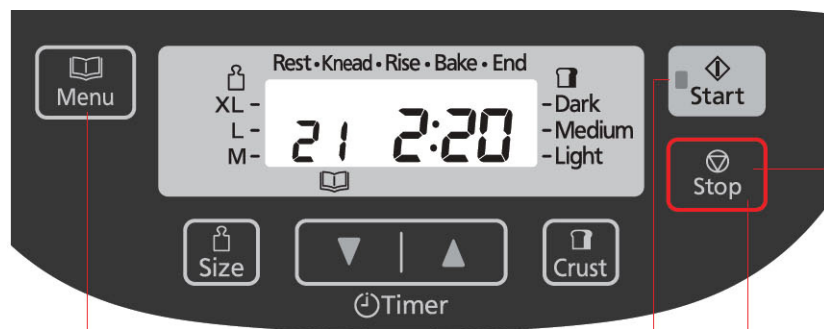 Menu
Rest • Knead • Rise • Bake • End
XL –
L –
M –
21 2:20
– Dark
– Medium
– Light
Start
Stop
Size
Crust
Timer